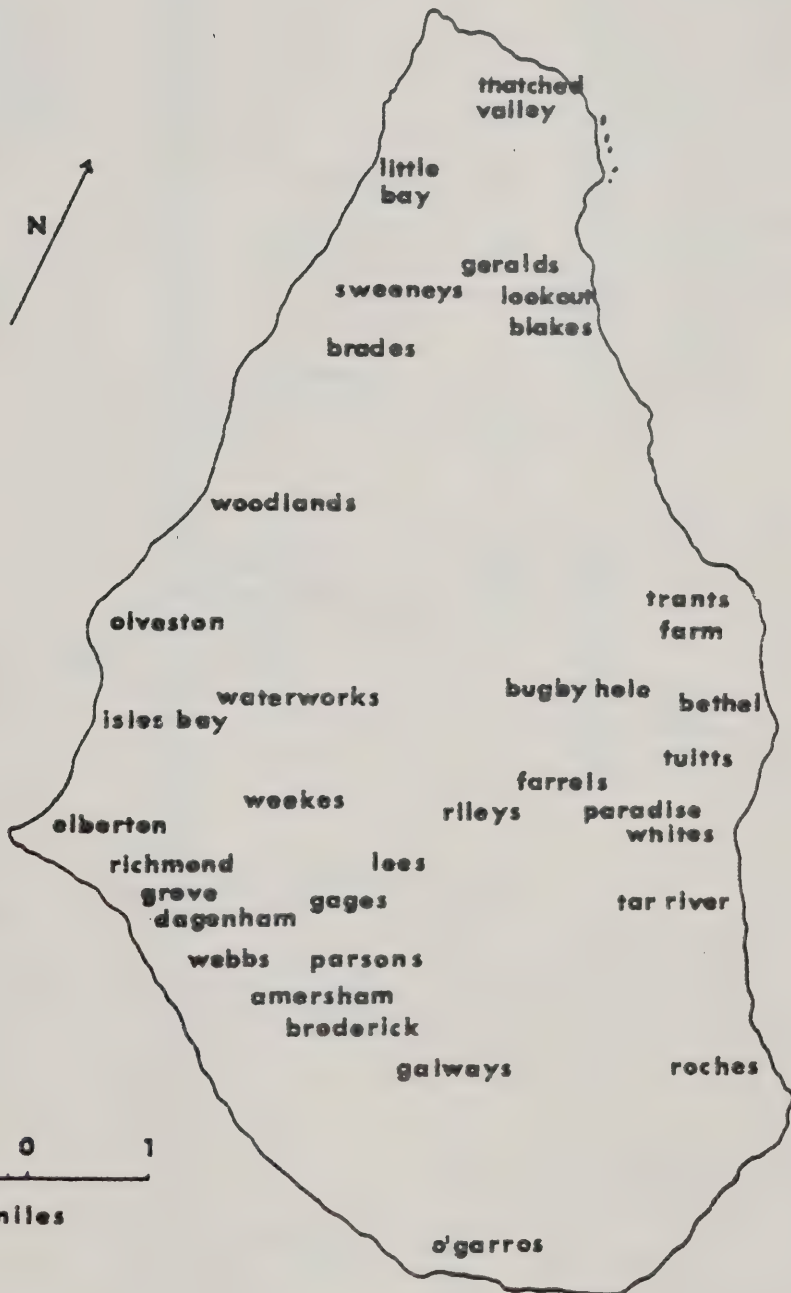 thatched
valley
little
bay
N
geralds
sweeneys
lookout
blakes
brades
woodlands
trants
farm
olveston
bugby hole
waterworks
bethel
isles bay
tuitts
farrels
weekes
rileys
paradise
elberton
whites
richmond
lees
grove
gages
tar river
dagenham
webbs
parsons
amersham
broderick
galways
roches
0 1
miles
o'garros